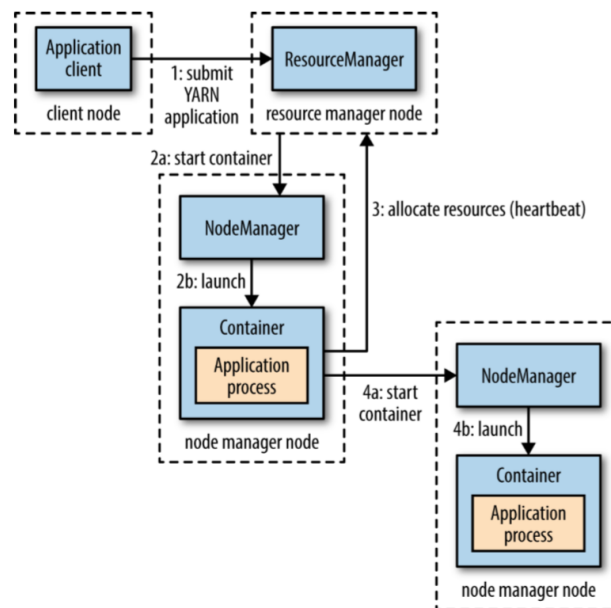 Application
client
client node
1: submit
YARN
application
ResourceManager
resource manager node
2a: start container
NodeManager
2b: launch
Container
Application
process
node manager node
3: allocate resources (heartbeat)
4a: start
container
NodeManager
4b: launch
Container
Application
process
node manager node